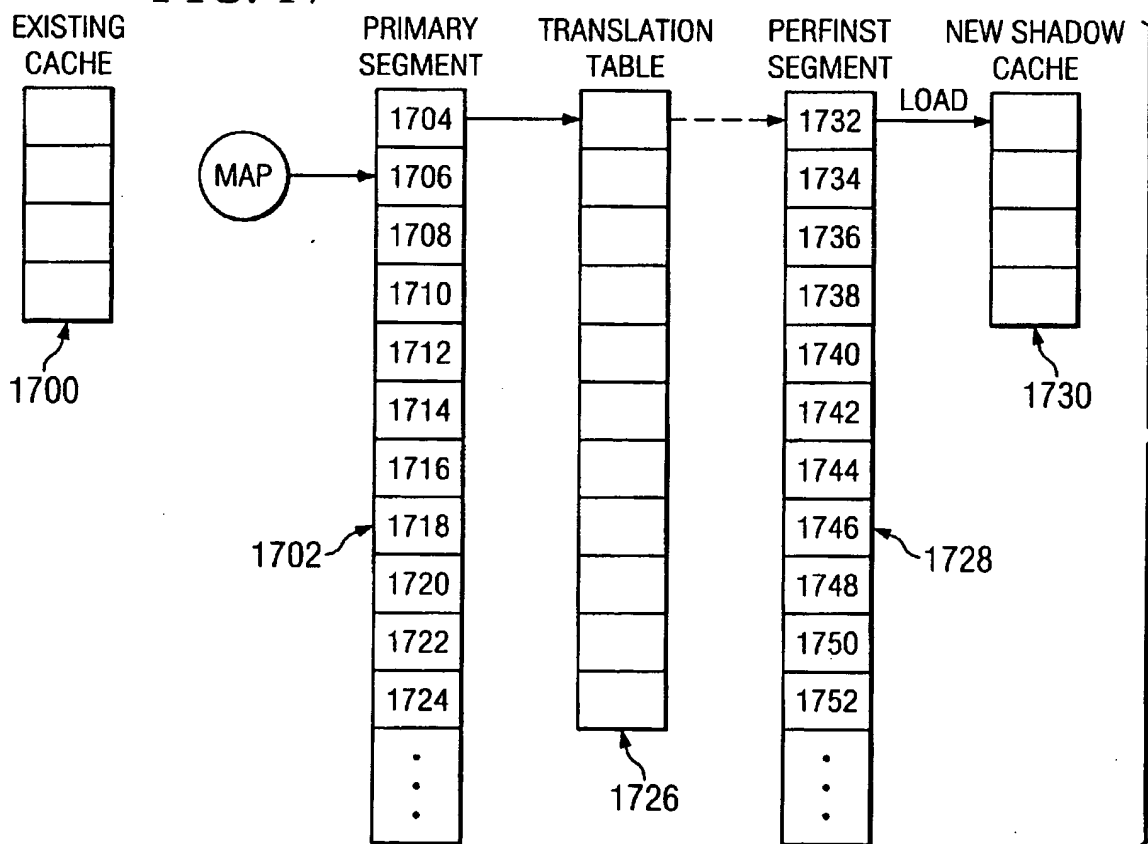 EXISTING
CACHE
PRIMARY
SEGMENT
TRANSLATION
TABLE
PERFINST
SEGMENT
NEW SHADOW
CACHE
LOAD
MAP
1704
1706
1708
1710
1712
1714
1716
1718
1720
1722
1724
1732
1734
1736
1738
1740
1742
1744
1746
1748
1750
1752
1700
1702
1726
1728
1730